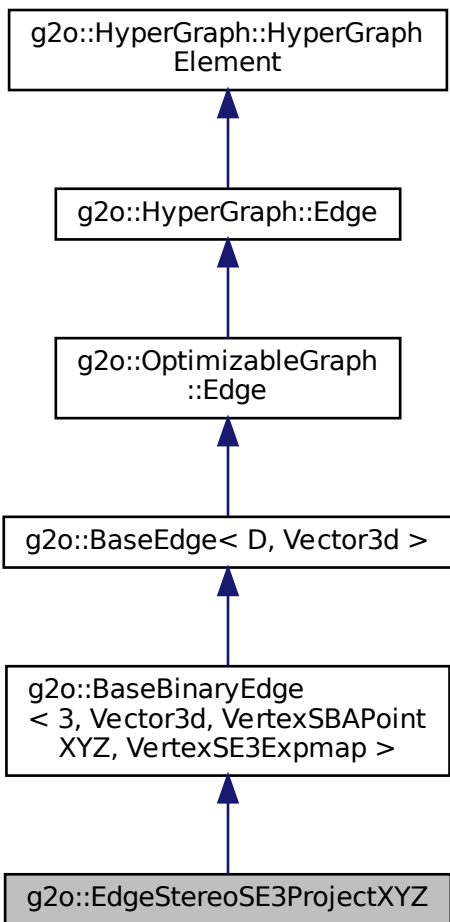 g2o::HyperGraph::HyperGraph
Element
g2o::HyperGraph::Edge
g2o::OptimizableGraph
::Edge
g2o::BaseEdge< D, Vector3d >
g2o::BaseBinaryEdge
< 3, Vector3d, VertexSBAPoint
XYZ, VertexSE3Expmap >
g2o::EdgeStereoSE3ProjectXYZ